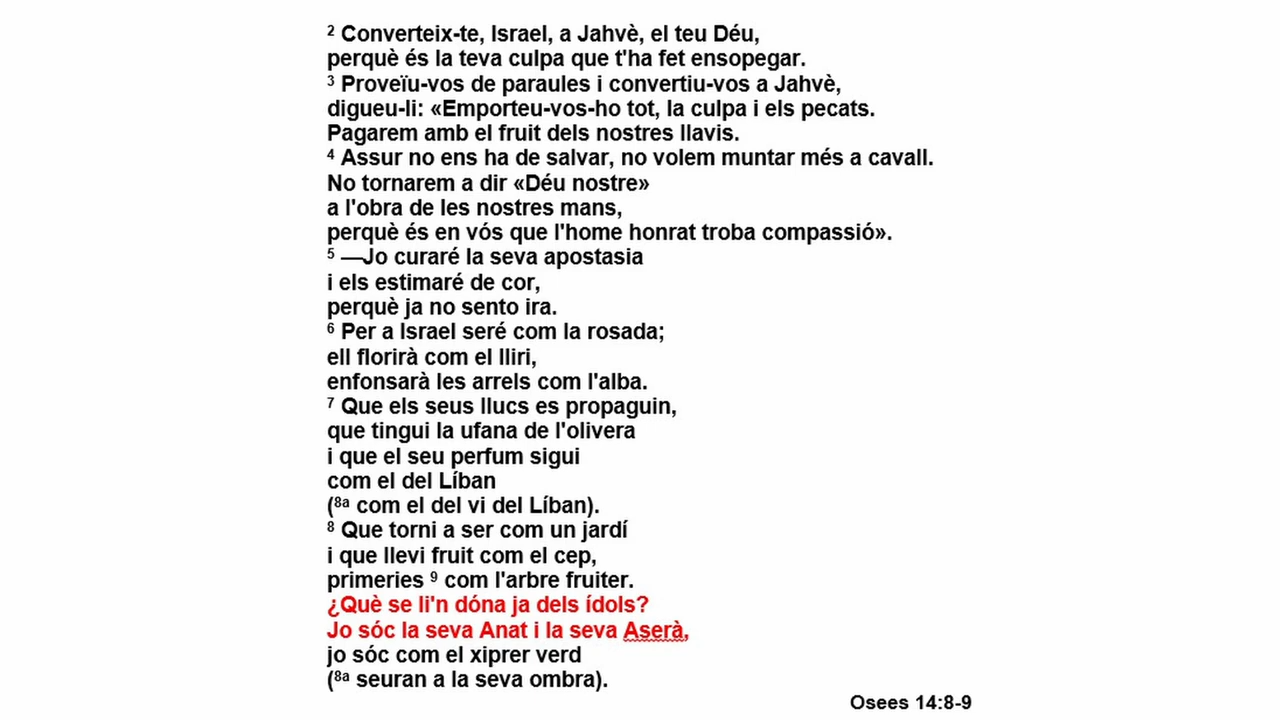 ² Converteix-te, Israel, a Jahvè, el teu Déu,
perquè és la teva culpa que t'ha fet ensopegar.
³ Proveïu-vos de paraules i convertiu-vos a Jahvè,
digueu-li: «Emporteu-vos-ho tot, la culpa i els pecats.
Pagarem amb el fruit dels nostres llavis.
⁴ Assur no ens ha de salvar, no volem muntar més a cavall.
No tornarem a dir «Déu nostre»
a l'obra de les nostres mans,
perquè és en vós que l'home honrat troba compassió».
⁵ —Jo curaré la seva apostasia
i els estimaré de cor,
perquè ja no sento ira.
⁶ Per a Israel seré com la rosada;
ell florirà com el lliri,
enfonsarà les arrels com l'alba.
⁷ Que els seus llucs es propaguin,
que tingui la ufana de l'olivera
i que el seu perfum sigui
com el del Líban
(⁸ᵃ com el del vi del Líban).
⁸ Que torni a ser com un jardí
i que llevi fruit com el cep,
primeries ⁹ com l'arbre fruiter.
¿Què se li'n dóna ja dels ídols?
Jo sóc la seva Anat i la seva Aserà,
jo sóc com el xiprer verd
(⁸ᵃ seuran a la seva ombra).
Osees 14:8-9